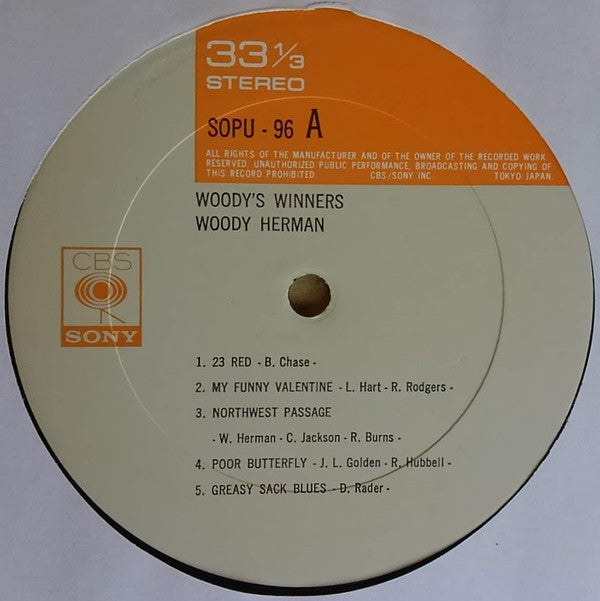 33 1/3
STEREO
SOPU - 96 A
ALL RIGHTS OF THE MANUFACTURER AND OF THE OWNER OF THE RECORDED WORK
RESERVED. UNAUTHORIZED PUBLIC PERFORMANCE, BROADCASTING AND COPYING OF
THIS RECORD PROHIBITED CBS/SONY INC TOKYO JAPAN.
WOODY'S WINNERS
WOODY HERMAN
CBS
SONY
1. 23 RED - B. Chase -
2. MY FUNNY VALENTINE - L. Hart - R. Rodgers -
3. NORTHWEST PASSAGE
- W. Herman - C. Jackson - R. Burns -
4. POOR BUTTERFLY - J. L. Golden - R. Hubbell -
5. GREASY SACK BLUES - D. Rader -